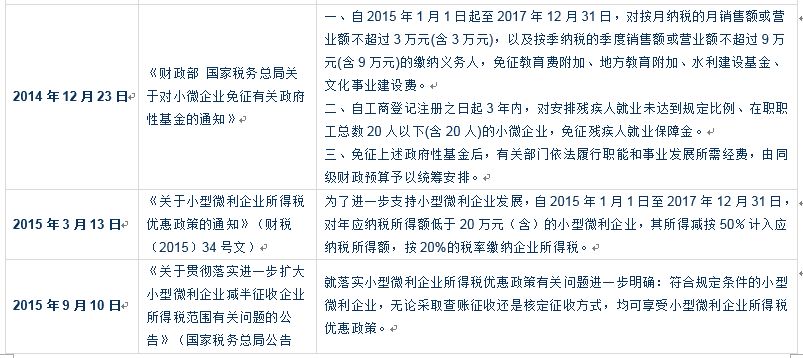 2014 年 12 月 23 日
《财政部 国家税务总局关
于对小微企业免征有关政府
性基金的通知》
一、自 2015 年 1 月 1 日起至 2017 年 12 月 31 日，对按月纳税的月销售额或营
业额不超过 3 万元(含 3 万元)，以及按季纳税的季度销售额或营业额不超过 9 万
元(含 9 万元)的缴纳义务人，免征教育费附加、地方教育附加、水利建设基金、
文化事业建设费。
二、自工商登记注册之日起 3 年内，对安排残疾人就业未达到规定比例、在职职
工总数 20 人以下(含 20 人)的小微企业，免征残疾人就业保障金。
三、免征上述政府性基金后，有关部门依法履行职能和事业发展所需经费，由同
级财政预算予以统筹安排。
2015 年 3 月 13 日
《关于小型微利企业所得税
优惠政策的通知》（财税
（2015）34 号文）
为了进一步支持小型微利企业发展，自 2015 年 1 月 1 日至 2017 年 12 月 31 日，
对年应纳税所得额低于 20 万元（含）的小型微利企业，其所得减按 50% 计入应
纳税所得额，按 20%的税率缴纳企业所得税。
2015 年 9 月 10 日
《关于贯彻落实进一步扩大
小型微利企业减半征收企业
所得税范围有关问题的公
告》（国家税务总局公告
就落实小型微利企业所得税优惠政策有关问题进一步明确：符合规定条件的小型
微利企业，无论采取查账征收还是核定征收方式，均可享受小型微利企业所得税
优惠政策。